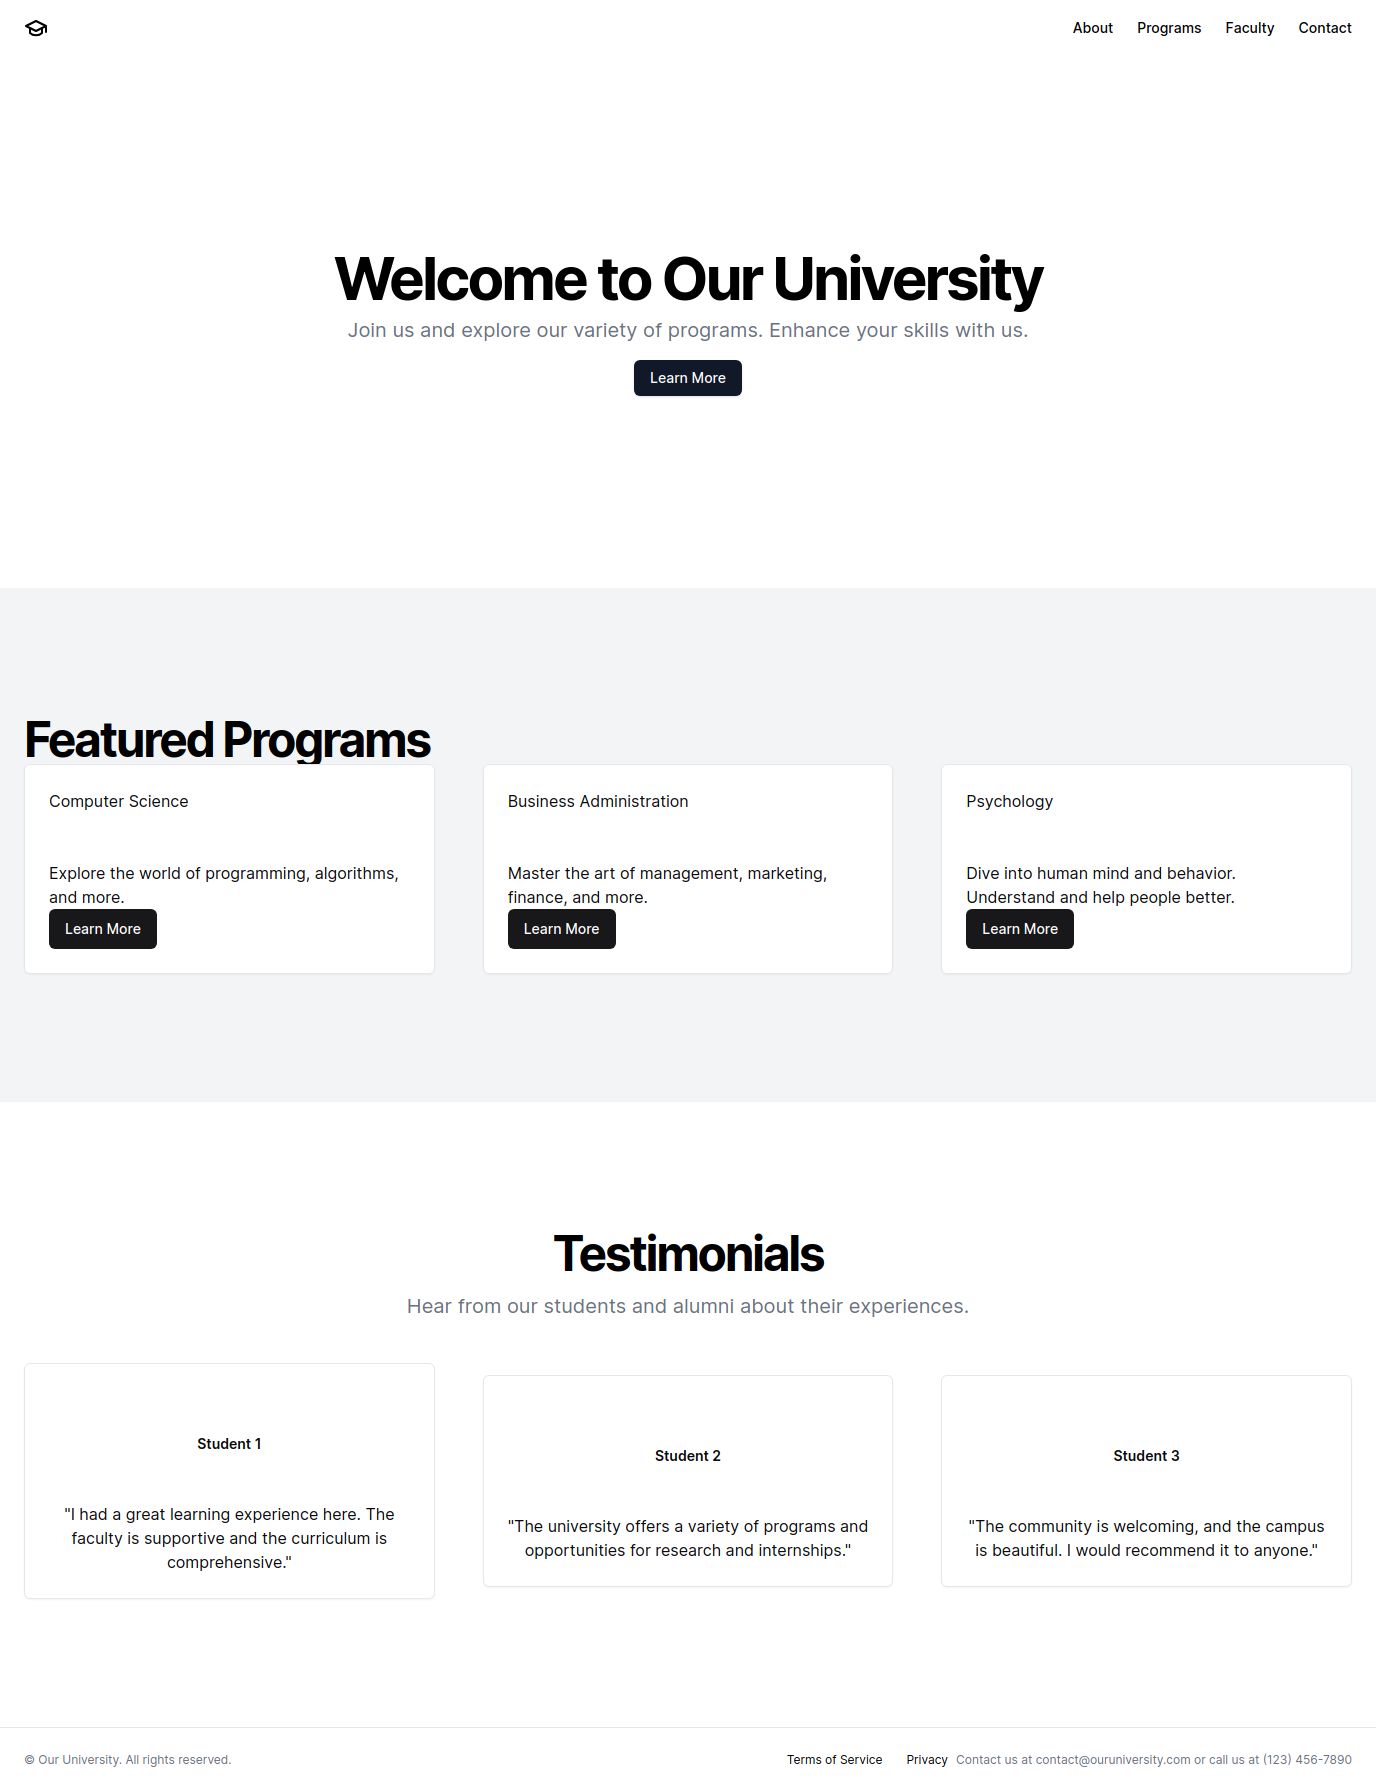 About Programs Faculty Contact
Welcome to Our University
Join us and explore our variety of programs. Enhance your skills with us.
Learn More
Featured Programs
Computer Science
Explore the world of programming, algorithms,
and more.
Learn More
Business Administration
Master the art of management, marketing,
finance, and more.
Learn More
Psychology
Dive into human mind and behavior.
Understand and help people better.
Learn More
Testimonials
Hear from our students and alumni about their experiences.
Student 1
"I had a great learning experience here. The
faculty is supportive and the curriculum is
comprehensive."
Student 2
"The university offers a variety of programs and
opportunities for research and internships."
Student 3
"The community is welcoming, and the campus
is beautiful. I would recommend it to anyone."
© Our University. All rights reserved.
Terms of Service Privacy Contact us at contact@ouruniversity.com or call us at (123) 456-7890